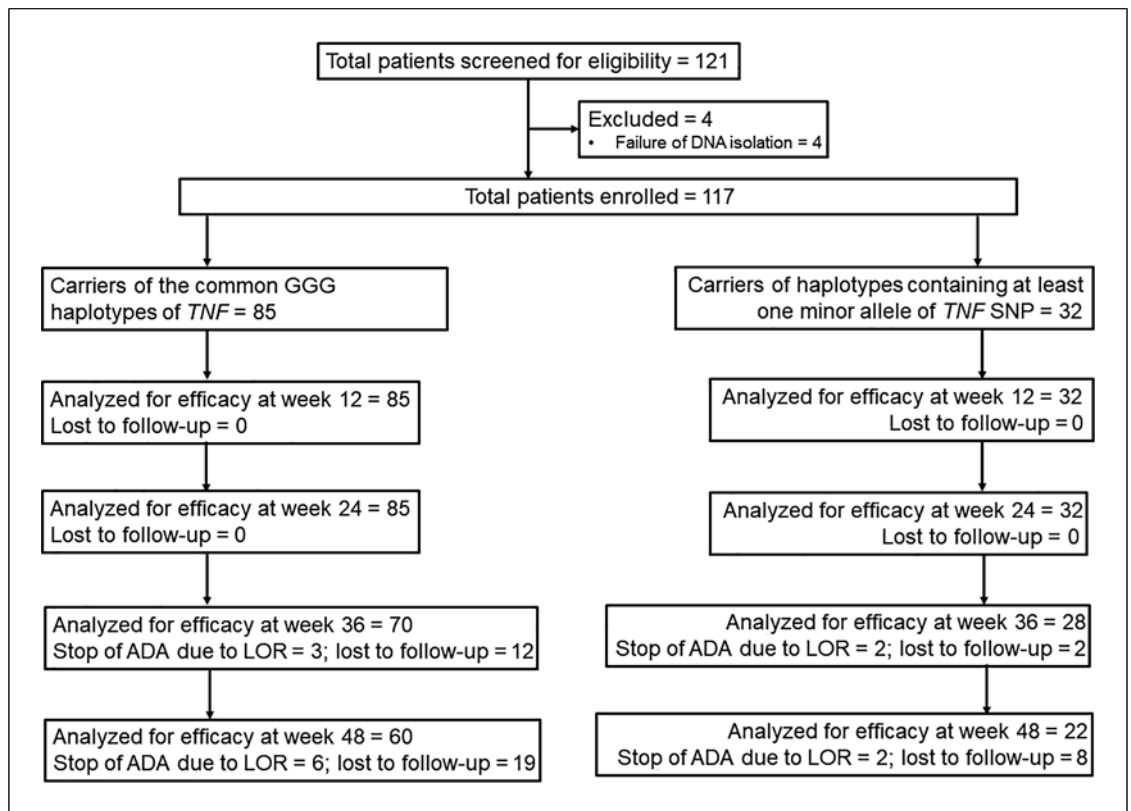 Total patients screened for eligibility = 121
Excluded = 4
• Failure of DNA isolation = 4
Total patients enrolled = 117
Carriers of the common GGG
haplotypes of TNF = 85
Analyzed for efficacy at week 12 = 85
Lost to follow-up = 0
Analyzed for efficacy at week 24 = 85
Lost to follow-up = 0
Analyzed for efficacy at week 36 = 70
Stop of ADA due to LOR = 3; lost to follow-up = 12
Analyzed for efficacy at week 48 = 60
Stop of ADA due to LOR = 6; lost to follow-up = 19
Carriers of haplotypes containing at least
one minor allele of TNF SNP = 32
Analyzed for efficacy at week 12 = 32
Lost to follow-up = 0
Analyzed for efficacy at week 24 = 32
Lost to follow-up = 0
Analyzed for efficacy at week 36 = 28
Stop of ADA due to LOR = 2; lost to follow-up = 2
Analyzed for efficacy at week 48 = 22
Stop of ADA due to LOR = 2; lost to follow-up = 8